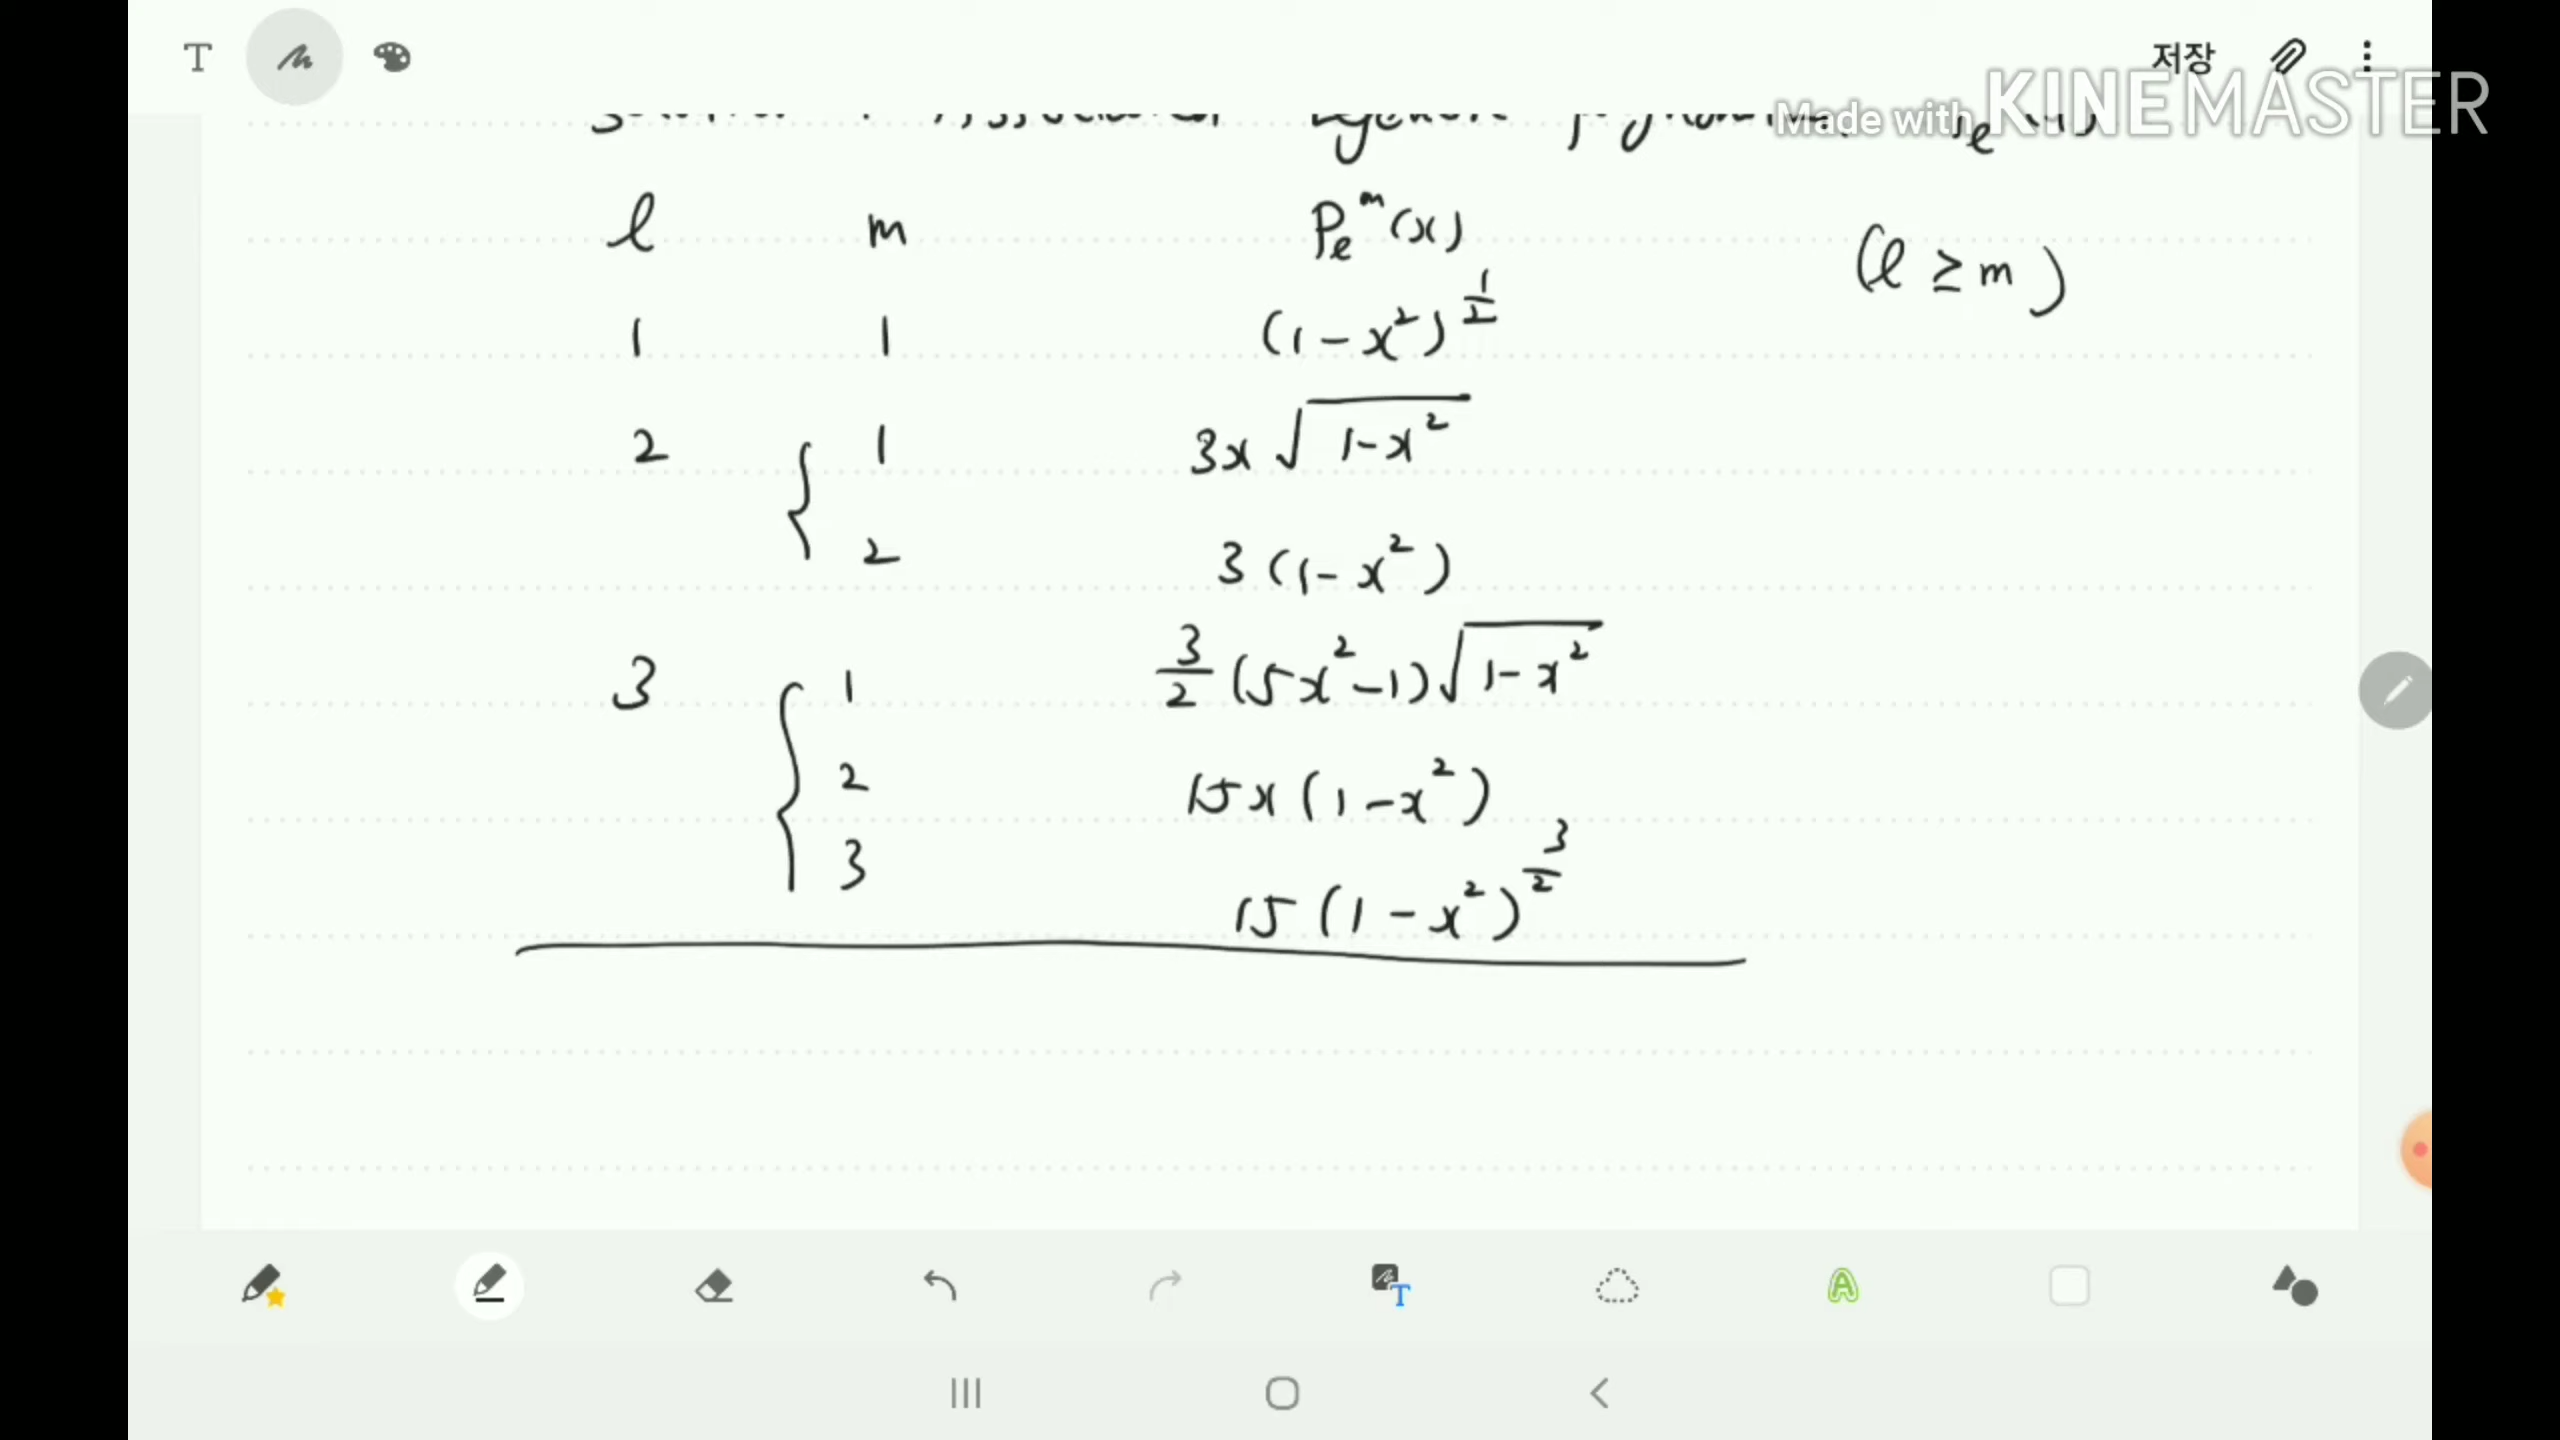 T 저장
Made with KINEMASTER
ℓ m Pₗᵐ(x)
(ℓ ≥ m)
1 1 (1-x²)^(1/2)
2 { 1 3x√(1-x²)
2 3(1-x²)
3 { 1 3/2 (5x²-1)√(1-x²)
2 15x(1-x²)
3 15(1-x²)^(3/2)
T A